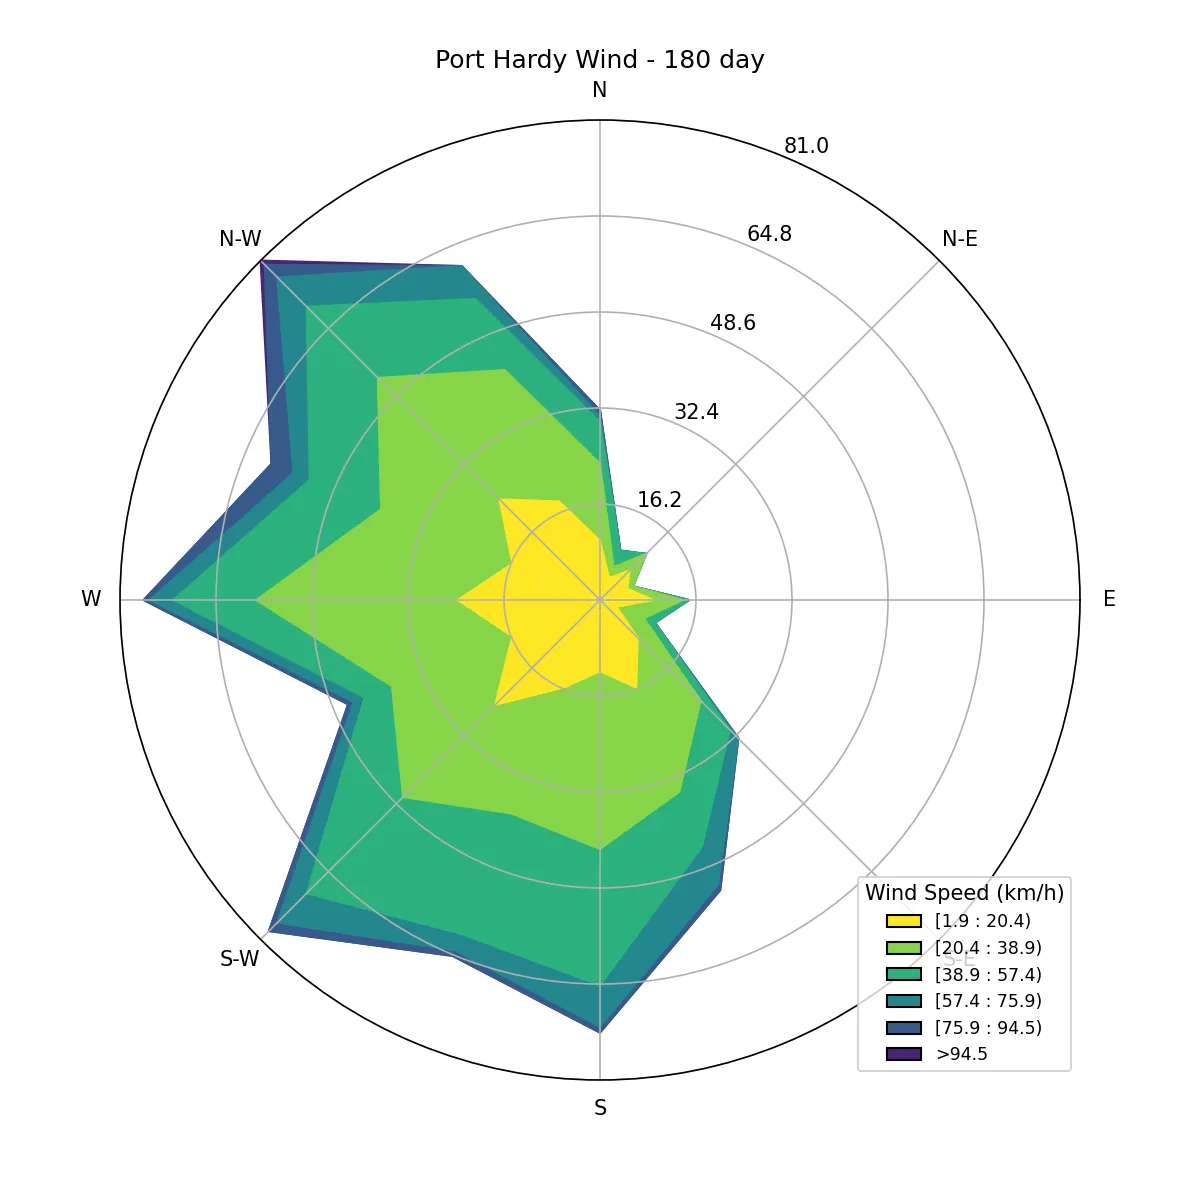 Port Hardy Wind - 180 day
N
81.0
N-W
64.8
N-E
48.6
32.4
16.2
W
E
S-W
S-E
S
Wind Speed (km/h)
[1.9 : 20.4)
[20.4 : 38.9)
[38.9 : 57.4)
[57.4 : 75.9)
[75.9 : 94.5)
>94.5